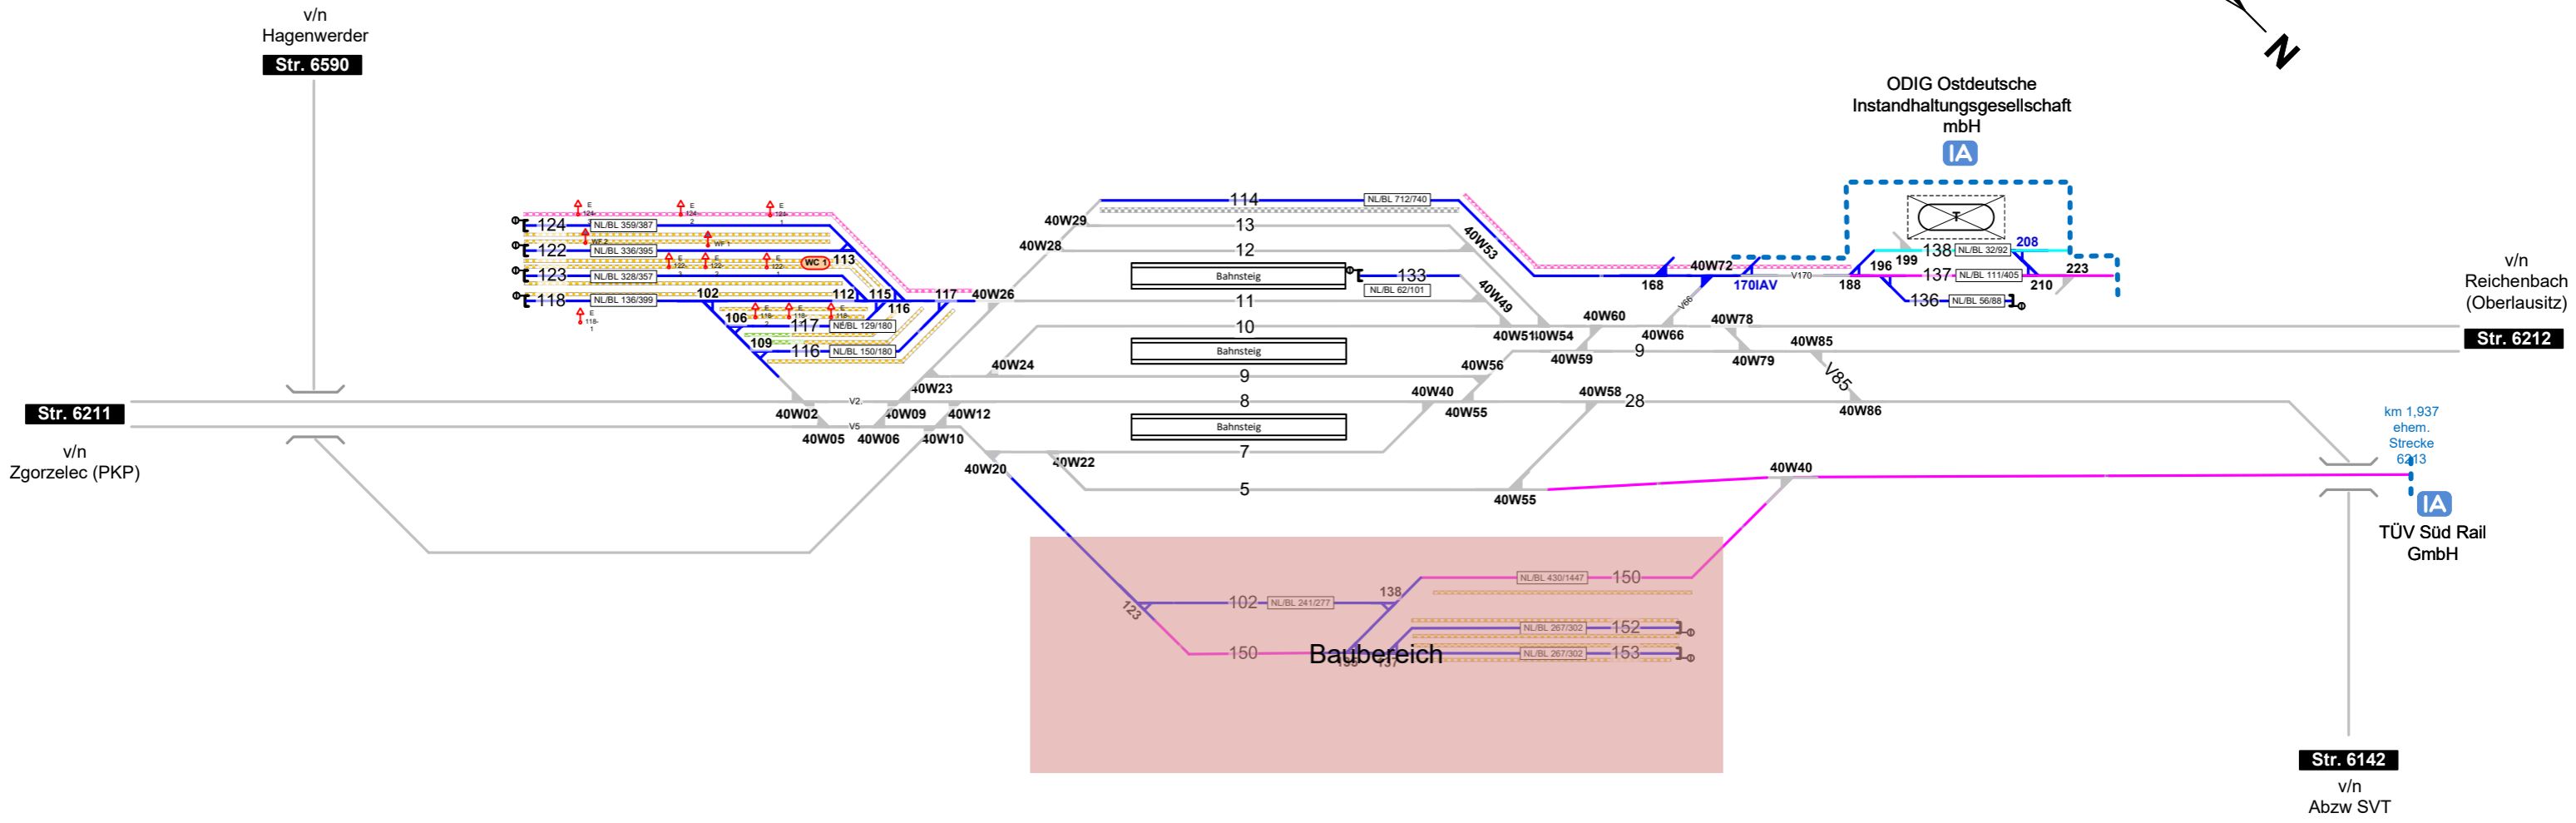 v/n
Hagenwerder
Str. 6590
N
ODIG Ostdeutsche
Instandhaltungsgesellschaft
mbH
IA
T
124 NL/BL 359/387
122 NL/BL 336/395
123 NL/BL 328/357
118 NL/BL 136/399
WC 1
113
102
112
115
116
117
106
117 NL/BL 129/180
109
116 NL/BL 150/180
40W29
40W28
40W26
114 NL/BL 712/740
13
12
Bahnsteig
133
NL/BL 62/101
11
10
Bahnsteig
9
8
Bahnsteig
7
5
40W53
40W49
40W51
40W54
40W60
40W59
40W66
V66
40W72
168
170IAV
V170
188
196
199
138 NL/BL 32/92
208
137 NL/BL 111/405
223
210
136 NL/BL 56/88
v/n
Reichenbach
(Oberlausitz)
Str. 6212
40W78
40W79
40W85
V85
40W86
9
28
40W24
40W23
40W56
40W40
40W55
40W58
Str. 6211
v/n
Zgorzelec (PKP)
V5
40W02
40W05
40W09
40W06
40W12
40W10
40W20
40W22
40W55
40W40
km 1,937
ehem.
Strecke
6213
IA
TÜV Süd Rail
GmbH
123
102 NL/BL 241/277
138
NL/BL 430/1447 150
NL/BL 267/302 152
NL/BL 267/302 153
150
Baubereich
137
Str. 6142
v/n
Abzw SVT